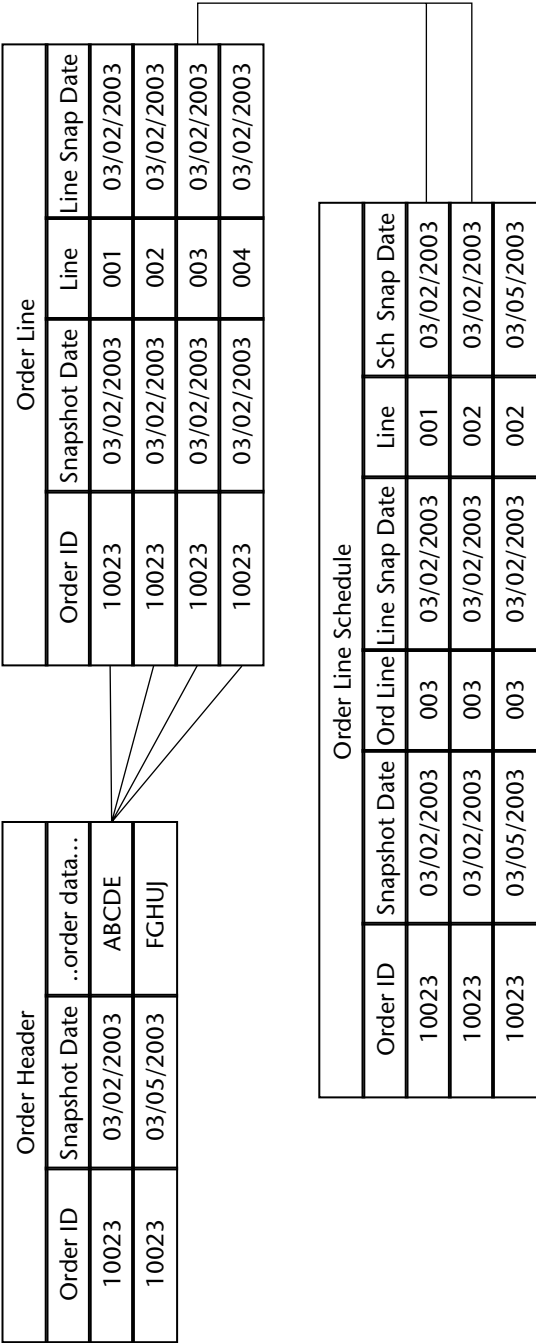 Order Header
Order ID Snapshot Date ..order data...
10023 03/02/2003 ABCDE
10023 03/05/2003 FGHUJ
Order Line
Order ID Snapshot Date Line Line Snap Date
10023 03/02/2003 001 03/02/2003
10023 03/02/2003 002 03/02/2003
10023 03/02/2003 003 03/02/2003
10023 03/02/2003 004 03/02/2003
Order Line Schedule
Order ID Snapshot Date Ord Line Line Snap Date Line Sch Snap Date
10023 03/02/2003 003 03/02/2003 001 03/02/2003
10023 03/02/2003 003 03/02/2003 002 03/02/2003
10023 03/05/2003 003 03/02/2003 002 03/05/2003